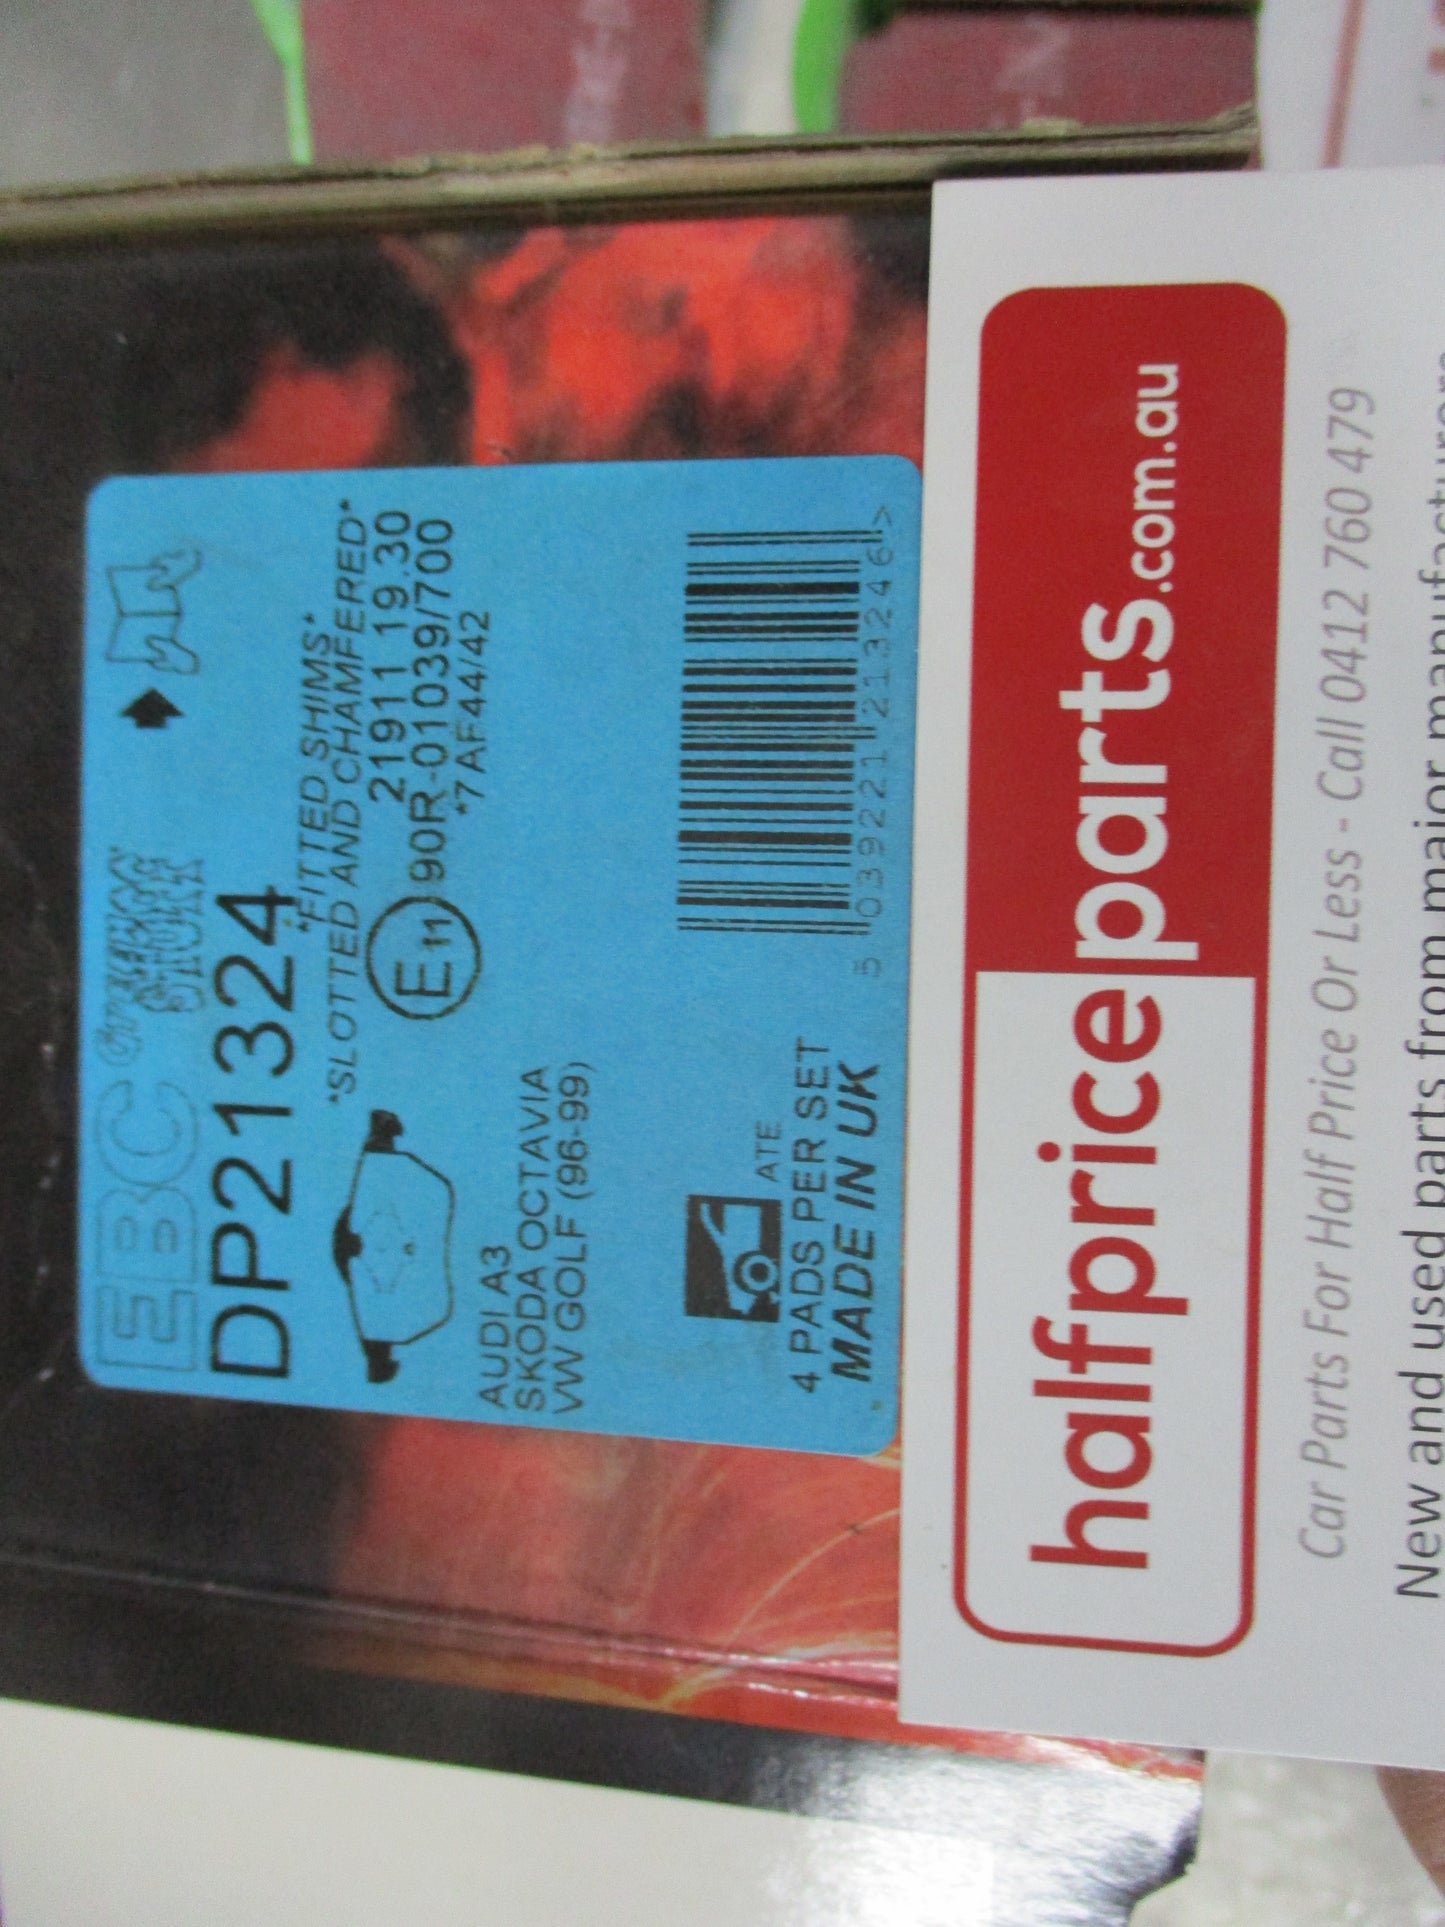 EBC Greenstuff
DP21324
*FITTED SHIMS*
*SLOTTED AND CHAMFERED*
21911 19.30
E11 90R-01039/700
*7 AF44/42
AUDI A3
SKODA OCTAVIA
VW GOLF (96-99)
ATE
4 PADS PER SET
MADE IN UK
5 039221 213246 >
halfpriceparts.com.au
Car Parts For Half Price Or Less - Call 0412 760 479
New and used parts from major manufacturers